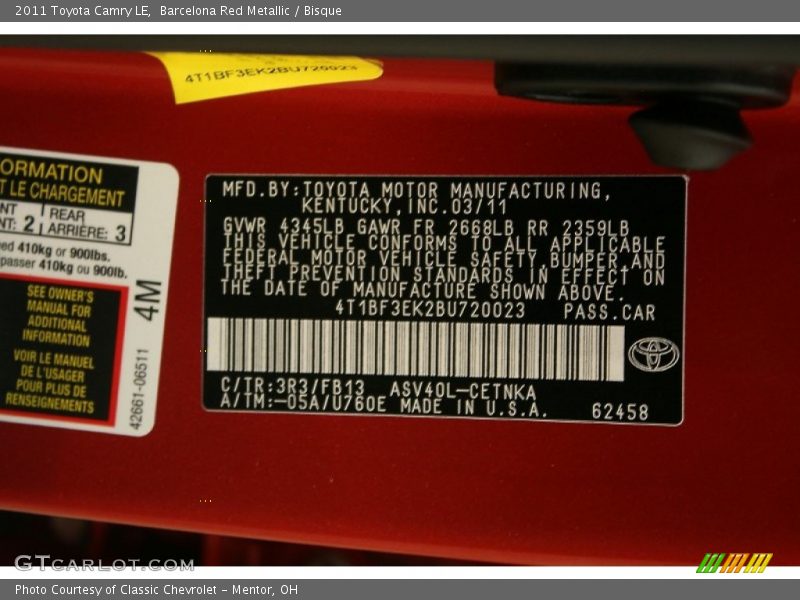 2011 Toyota Camry LE, Barcelona Red Metallic / Bisque
4T1BF3EK2BU720023
ORMATION
T LE CHARGEMENT
NT
NT: 2
REAR
ARRIÈRE: 3
ed 410kg or 900lbs.
passer 410kg ou 900lb.
SEE OWNER'S
MANUAL FOR
ADDITIONAL
INFORMATION
VOIR LE MANUEL
DE L'USAGER
POUR PLUS DE
RENSEIGNEMENTS
4M
42661-06511
MFD.BY:TOYOTA MOTOR MANUFACTURING,
KENTUCKY,INC.03/11
GVWR 4345LB GAWR FR 2668LB RR 2359LB
THIS VEHICLE CONFORMS TO ALL APPLICABLE
FEDERAL MOTOR VEHICLE SAFETY,BUMPER AND
THEFT PREVENTION STANDARDS IN EFFECT ON
THE DATE OF MANUFACTURE SHOWN ABOVE.
4T1BF3EK2BU720023 PASS.CAR
C/TR:3R3/FB13 ASV40L-CETNKA
A/TM:-05A/U760E MADE IN U.S.A. 62458
GTCARLOT.COM
Photo Courtesy of Classic Chevrolet - Mentor, OH